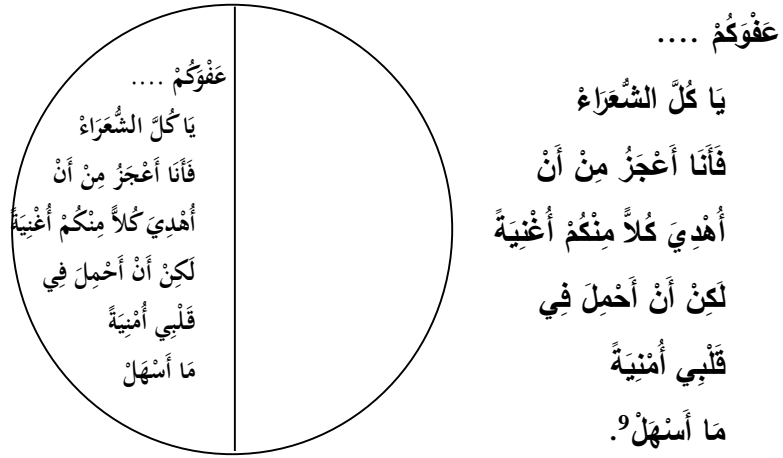 عَفْوَكُمْ ....
يَا كُلَّ الشُّعَرَاءْ
فَأَنَا أَعْجَزُ مِنْ أَنْ
أُهْدِيَ كُلاًّ مِنْكُمْ أُغْنِيَةً
لَكِنْ أَنْ أَحْمِلَ فِي
قَلْبِي أُمْنِيَةً
مَا أَسْهَلْ9.
عَفْوَكُمْ ....
يَا كُلَّ الشُّعَرَاءْ
فَأَنَا أَعْجَزُ مِنْ أَنْ
أُهْدِيَ كُلاًّ مِنْكُمْ أُغْنِيَةً
لَكِنْ أَنْ أَحْمِلَ فِي
قَلْبِي أُمْنِيَةً
مَا أَسْهَلْ